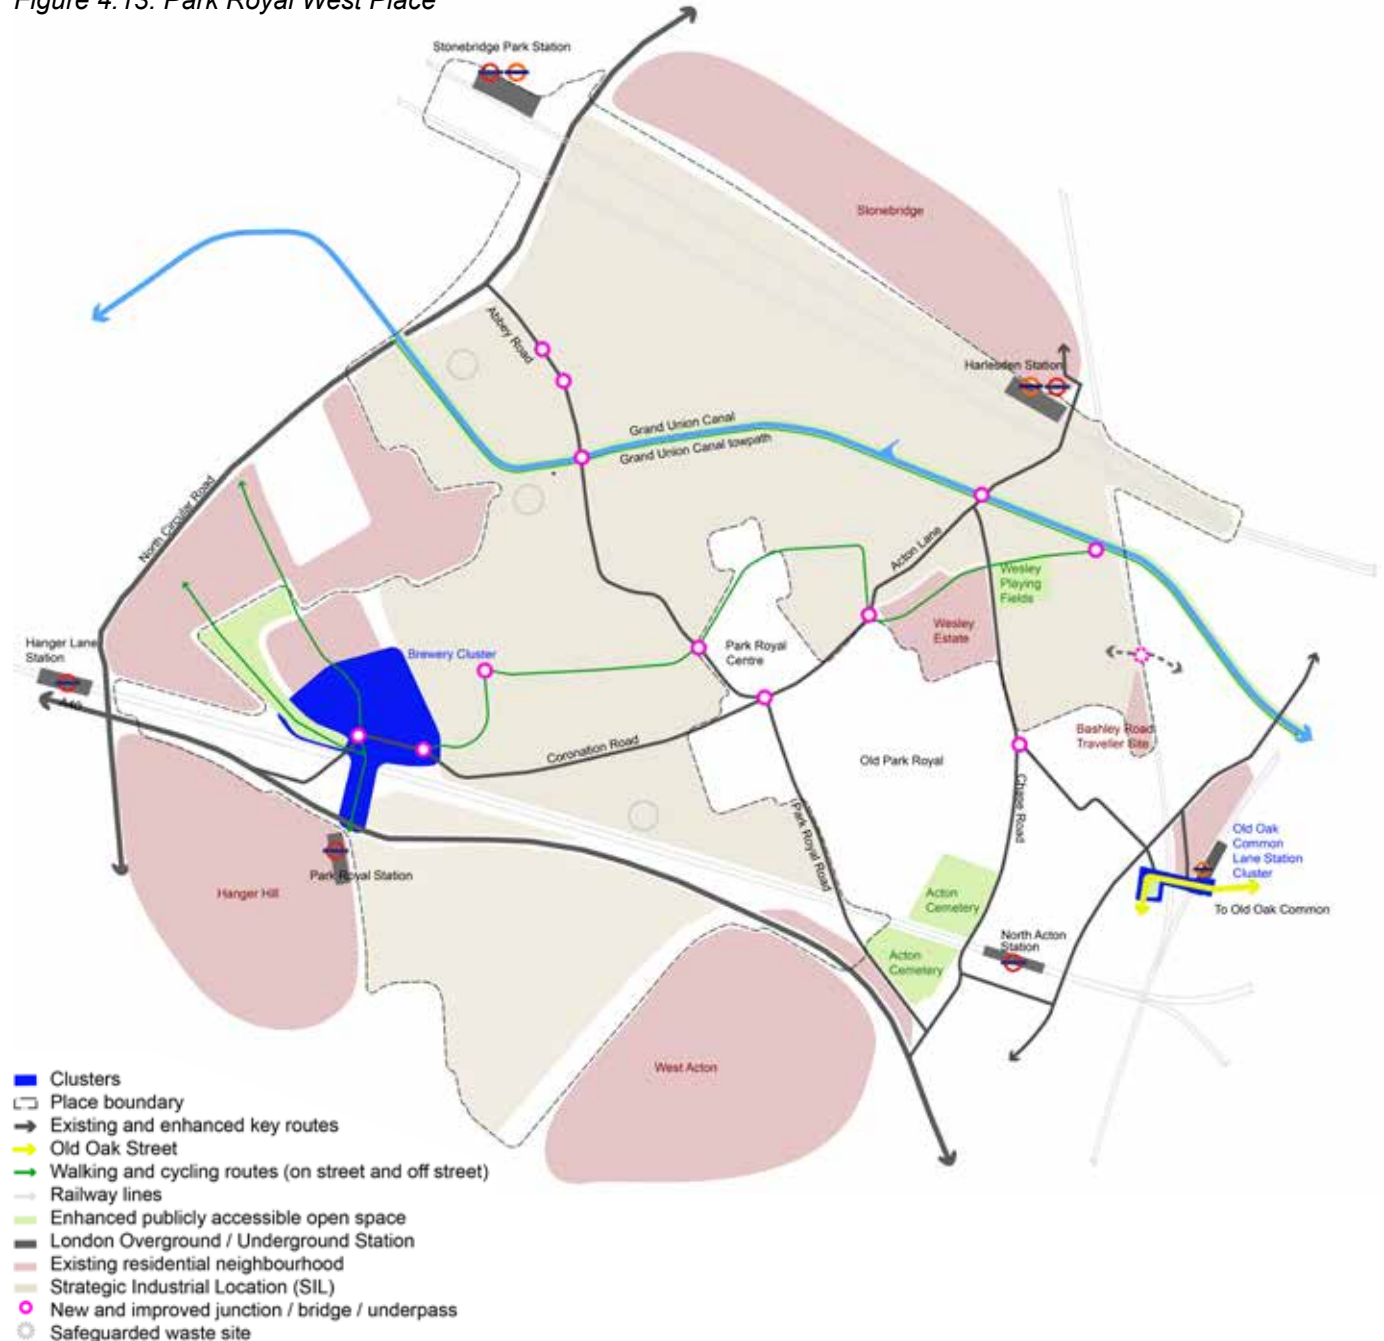 Figure 4.13: Park Royal West Place
Stonebridge Park Station
Stonebridge
Abbey Road
Harlesden Station
Grand Union Canal
Grand Union Canal towpath
North Circular Road
Acton Lane
Wesley
Playing
Fields
Wesley
Estate
Hanger Lane
Station
Brewery Cluster
Park Royal
Centre
A40
Bashley Road
Traveller Site
Coronation Road
Old Park Royal
Chase Road
Park Royal Road
Old Oak
Common
Lane Station
Cluster
Park Royal Station
Hanger Hill
Acton
Cemetery
To Old Oak Common
North Acton
Station
Acton
Cemetery
West Acton
Clusters
Place boundary
Existing and enhanced key routes
Old Oak Street
Walking and cycling routes (on street and off street)
Railway lines
Enhanced publicly accessible open space
London Overground / Underground Station
Existing residential neighbourhood
Strategic Industrial Location (SIL)
New and improved junction / bridge / underpass
Safeguarded waste site